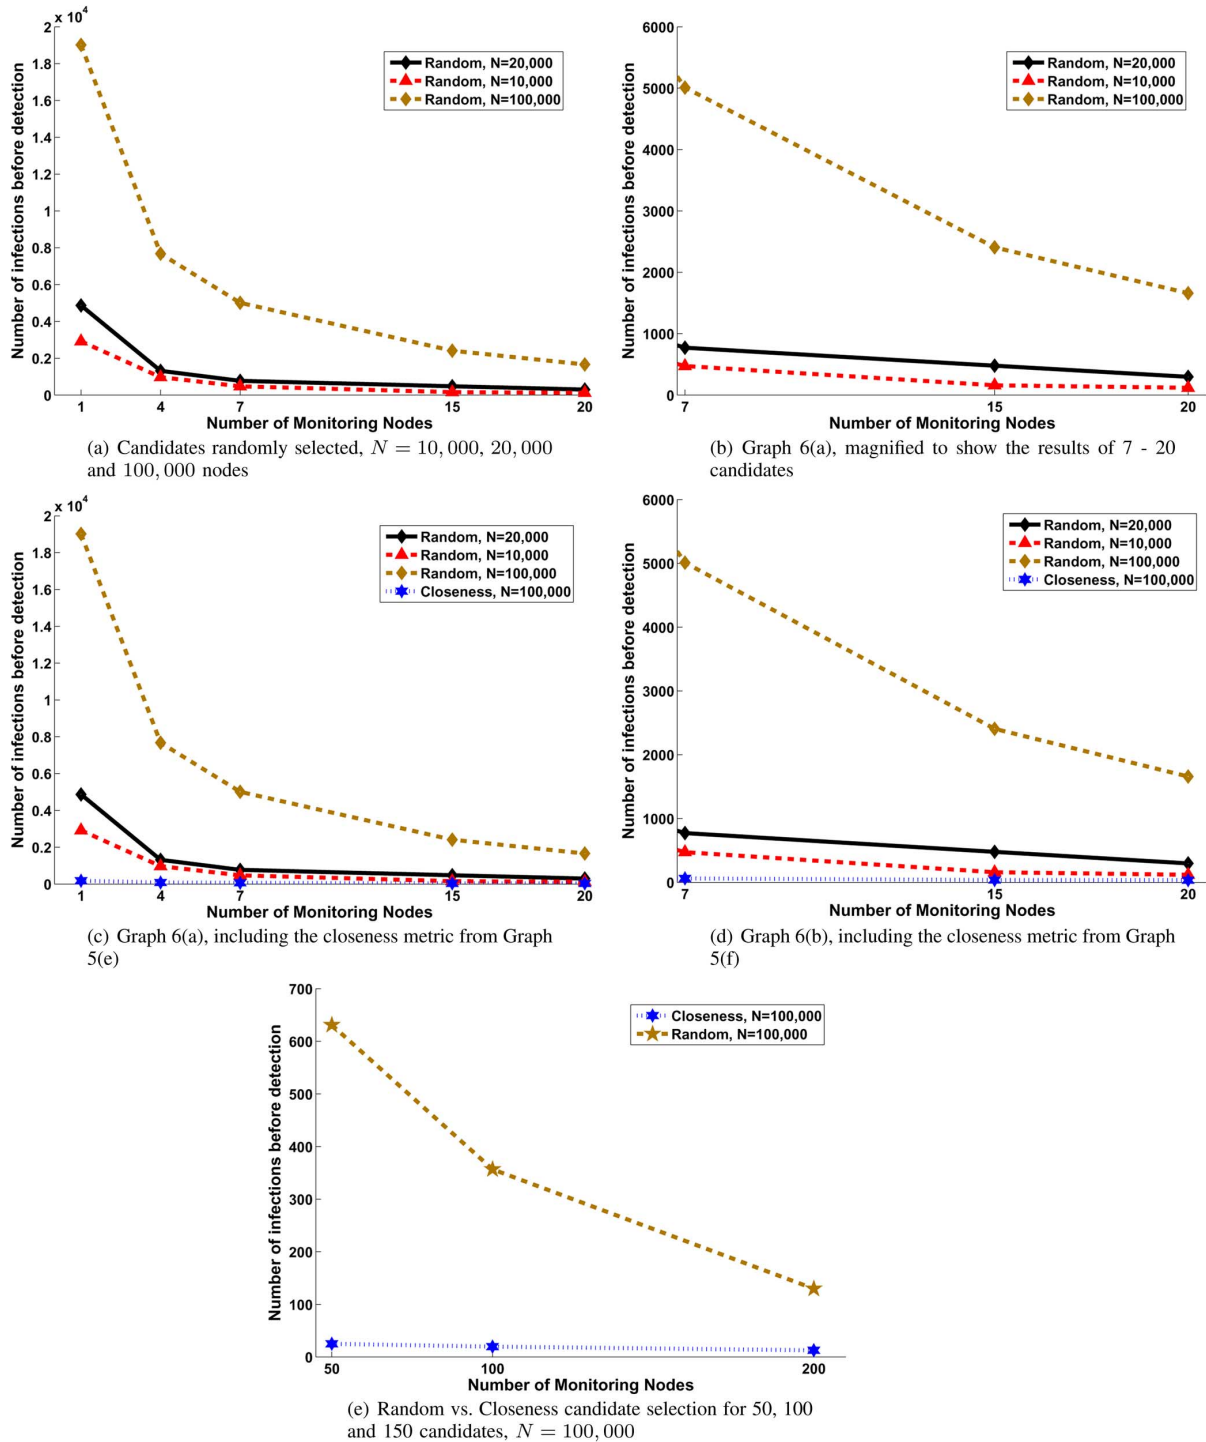 x 10^4
2
1.8
1.6
1.4
1.2
1
0.8
0.6
0.4
0.2
0
1 4 7 15 20
Number of infections before detection
Number of Monitoring Nodes
Random, N=20,000
Random, N=10,000
Random, N=100,000
(a) Candidates randomly selected, N = 10,000, 20,000
and 100,000 nodes
6000
5000
4000
3000
2000
1000
0
7 15 20
Number of infections before detection
Number of Monitoring Nodes
Random, N=20,000
Random, N=10,000
Random, N=100,000
(b) Graph 6(a), magnified to show the results of 7 - 20
candidates
x 10^4
2
1.8
1.6
1.4
1.2
1
0.8
0.6
0.4
0.2
0
1 4 7 15 20
Number of infections before detection
Number of Monitoring Nodes
Random, N=20,000
Random, N=10,000
Random, N=100,000
Closeness, N=100,000
(c) Graph 6(a), including the closeness metric from Graph
5(e)
6000
5000
4000
3000
2000
1000
0
7 15 20
Number of infections before detection
Number of Monitoring Nodes
Random, N=20,000
Random, N=10,000
Random, N=100,000
Closeness, N=100,000
(d) Graph 6(b), including the closeness metric from Graph
5(f)
700
600
500
400
300
200
100
0
50 100 200
Number of infections before detection
Number of Monitoring Nodes
Closeness, N=100,000
Random, N=100,000
(e) Random vs. Closeness candidate selection for 50, 100
and 150 candidates, N = 100,000